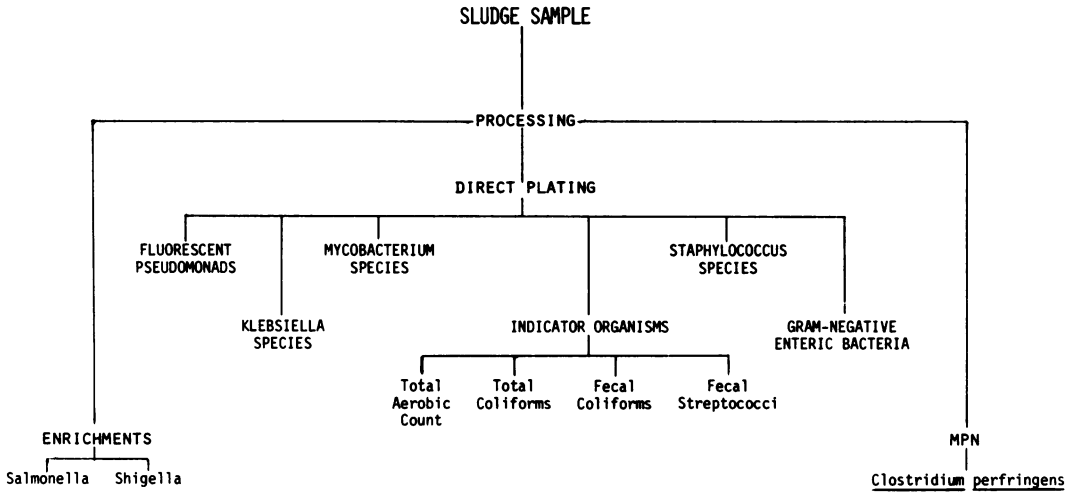 SLUDGE SAMPLE
PROCESSING
DIRECT PLATING
FLUORESCENT
PSEUDOMONADS
MYCOBACTERIUM
SPECIES
STAPHYLOCOCCUS
SPECIES
KLEBSIELLA
SPECIES
INDICATOR ORGANISMS
GRAM-NEGATIVE
ENTERIC BACTERIA
Total
Aerobic
Count
Total
Coliforms
Fecal
Coliforms
Fecal
Streptococci
ENRICHMENTS
Salmonella
Shigella
MPN
Clostridium perfringens